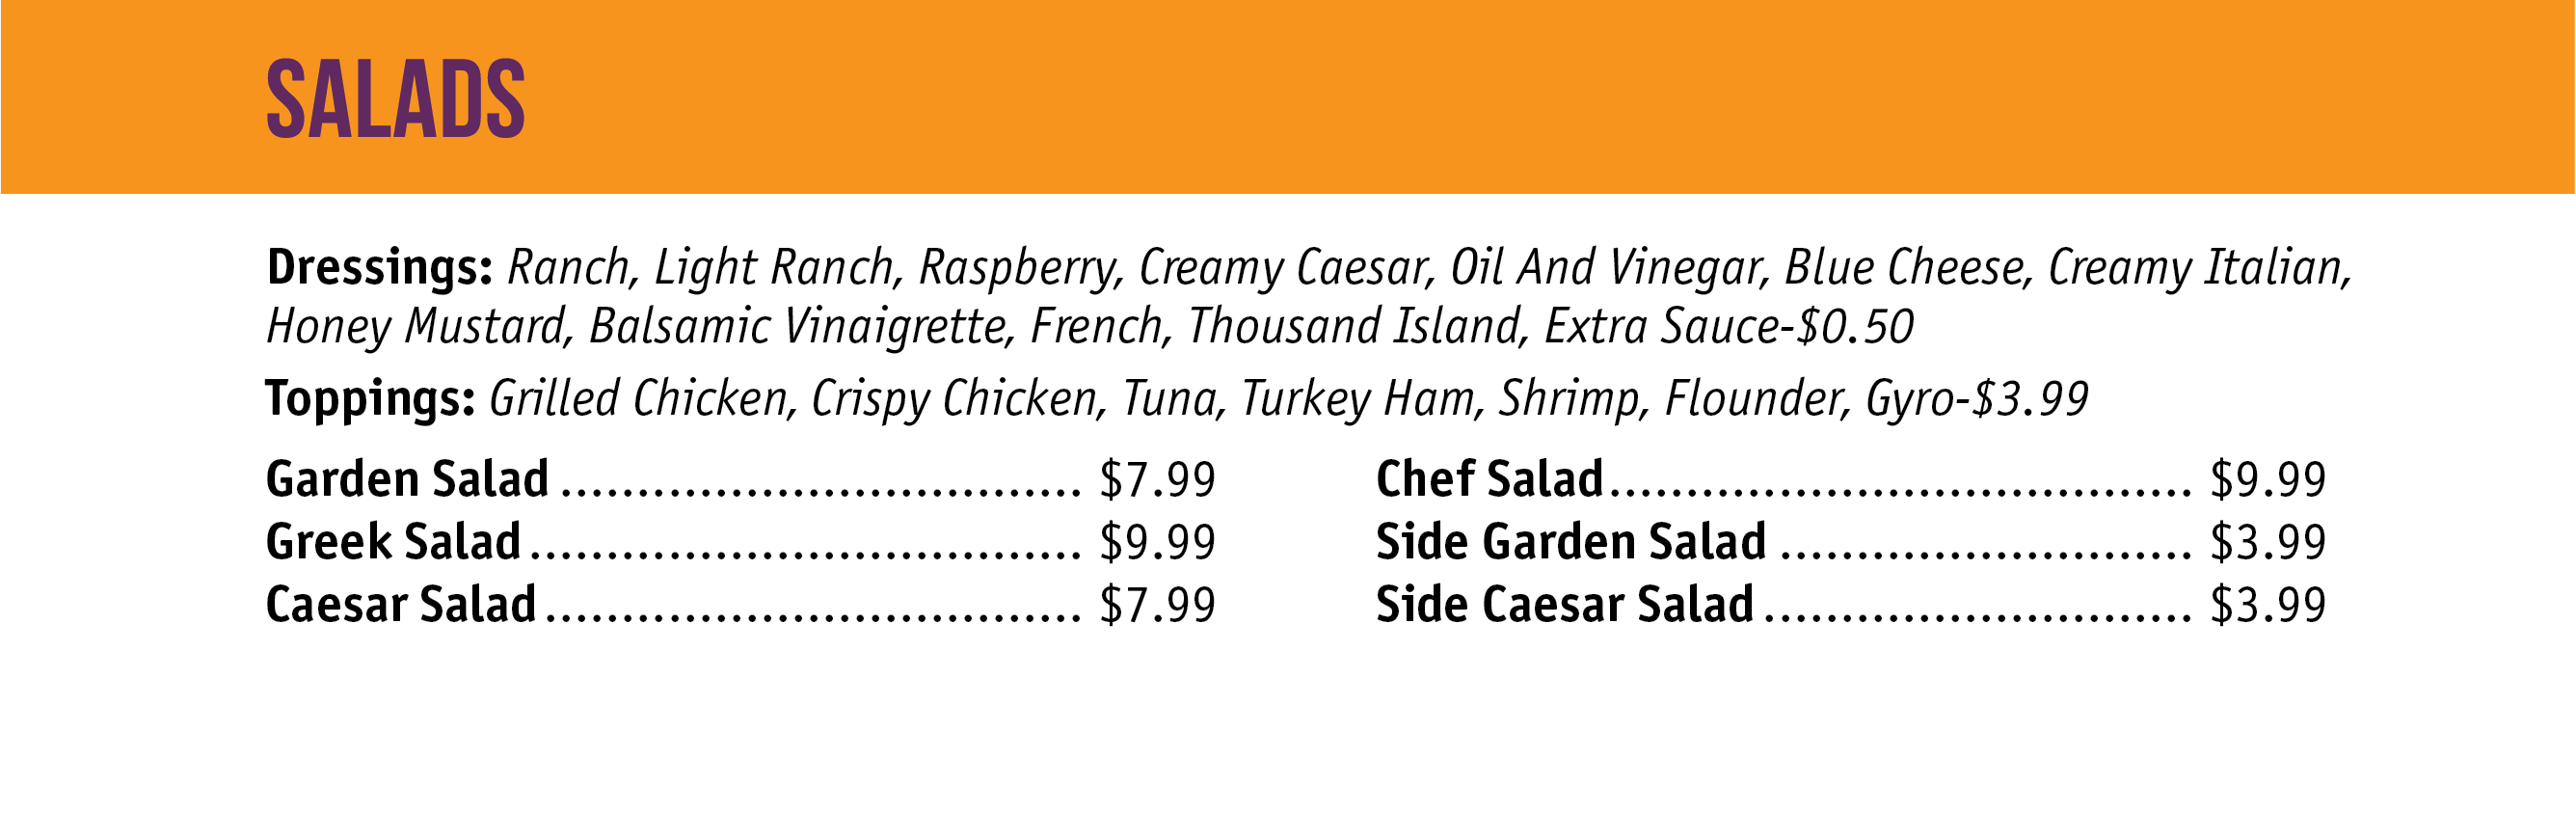 SALADS
Dressings: Ranch, Light Ranch, Raspberry, Creamy Caesar, Oil And Vinegar, Blue Cheese, Creamy Italian,
Honey Mustard, Balsamic Vinaigrette, French, Thousand Island, Extra Sauce-$0.50
Toppings: Grilled Chicken, Crispy Chicken, Tuna, Turkey Ham, Shrimp, Flounder, Gyro-$3.99
Garden Salad .................................. $7.99
Greek Salad .................................... $9.99
Caesar Salad ................................... $7.99
Chef Salad ...................................... $9.99
Side Garden Salad ........................... $3.99
Side Caesar Salad ............................ $3.99